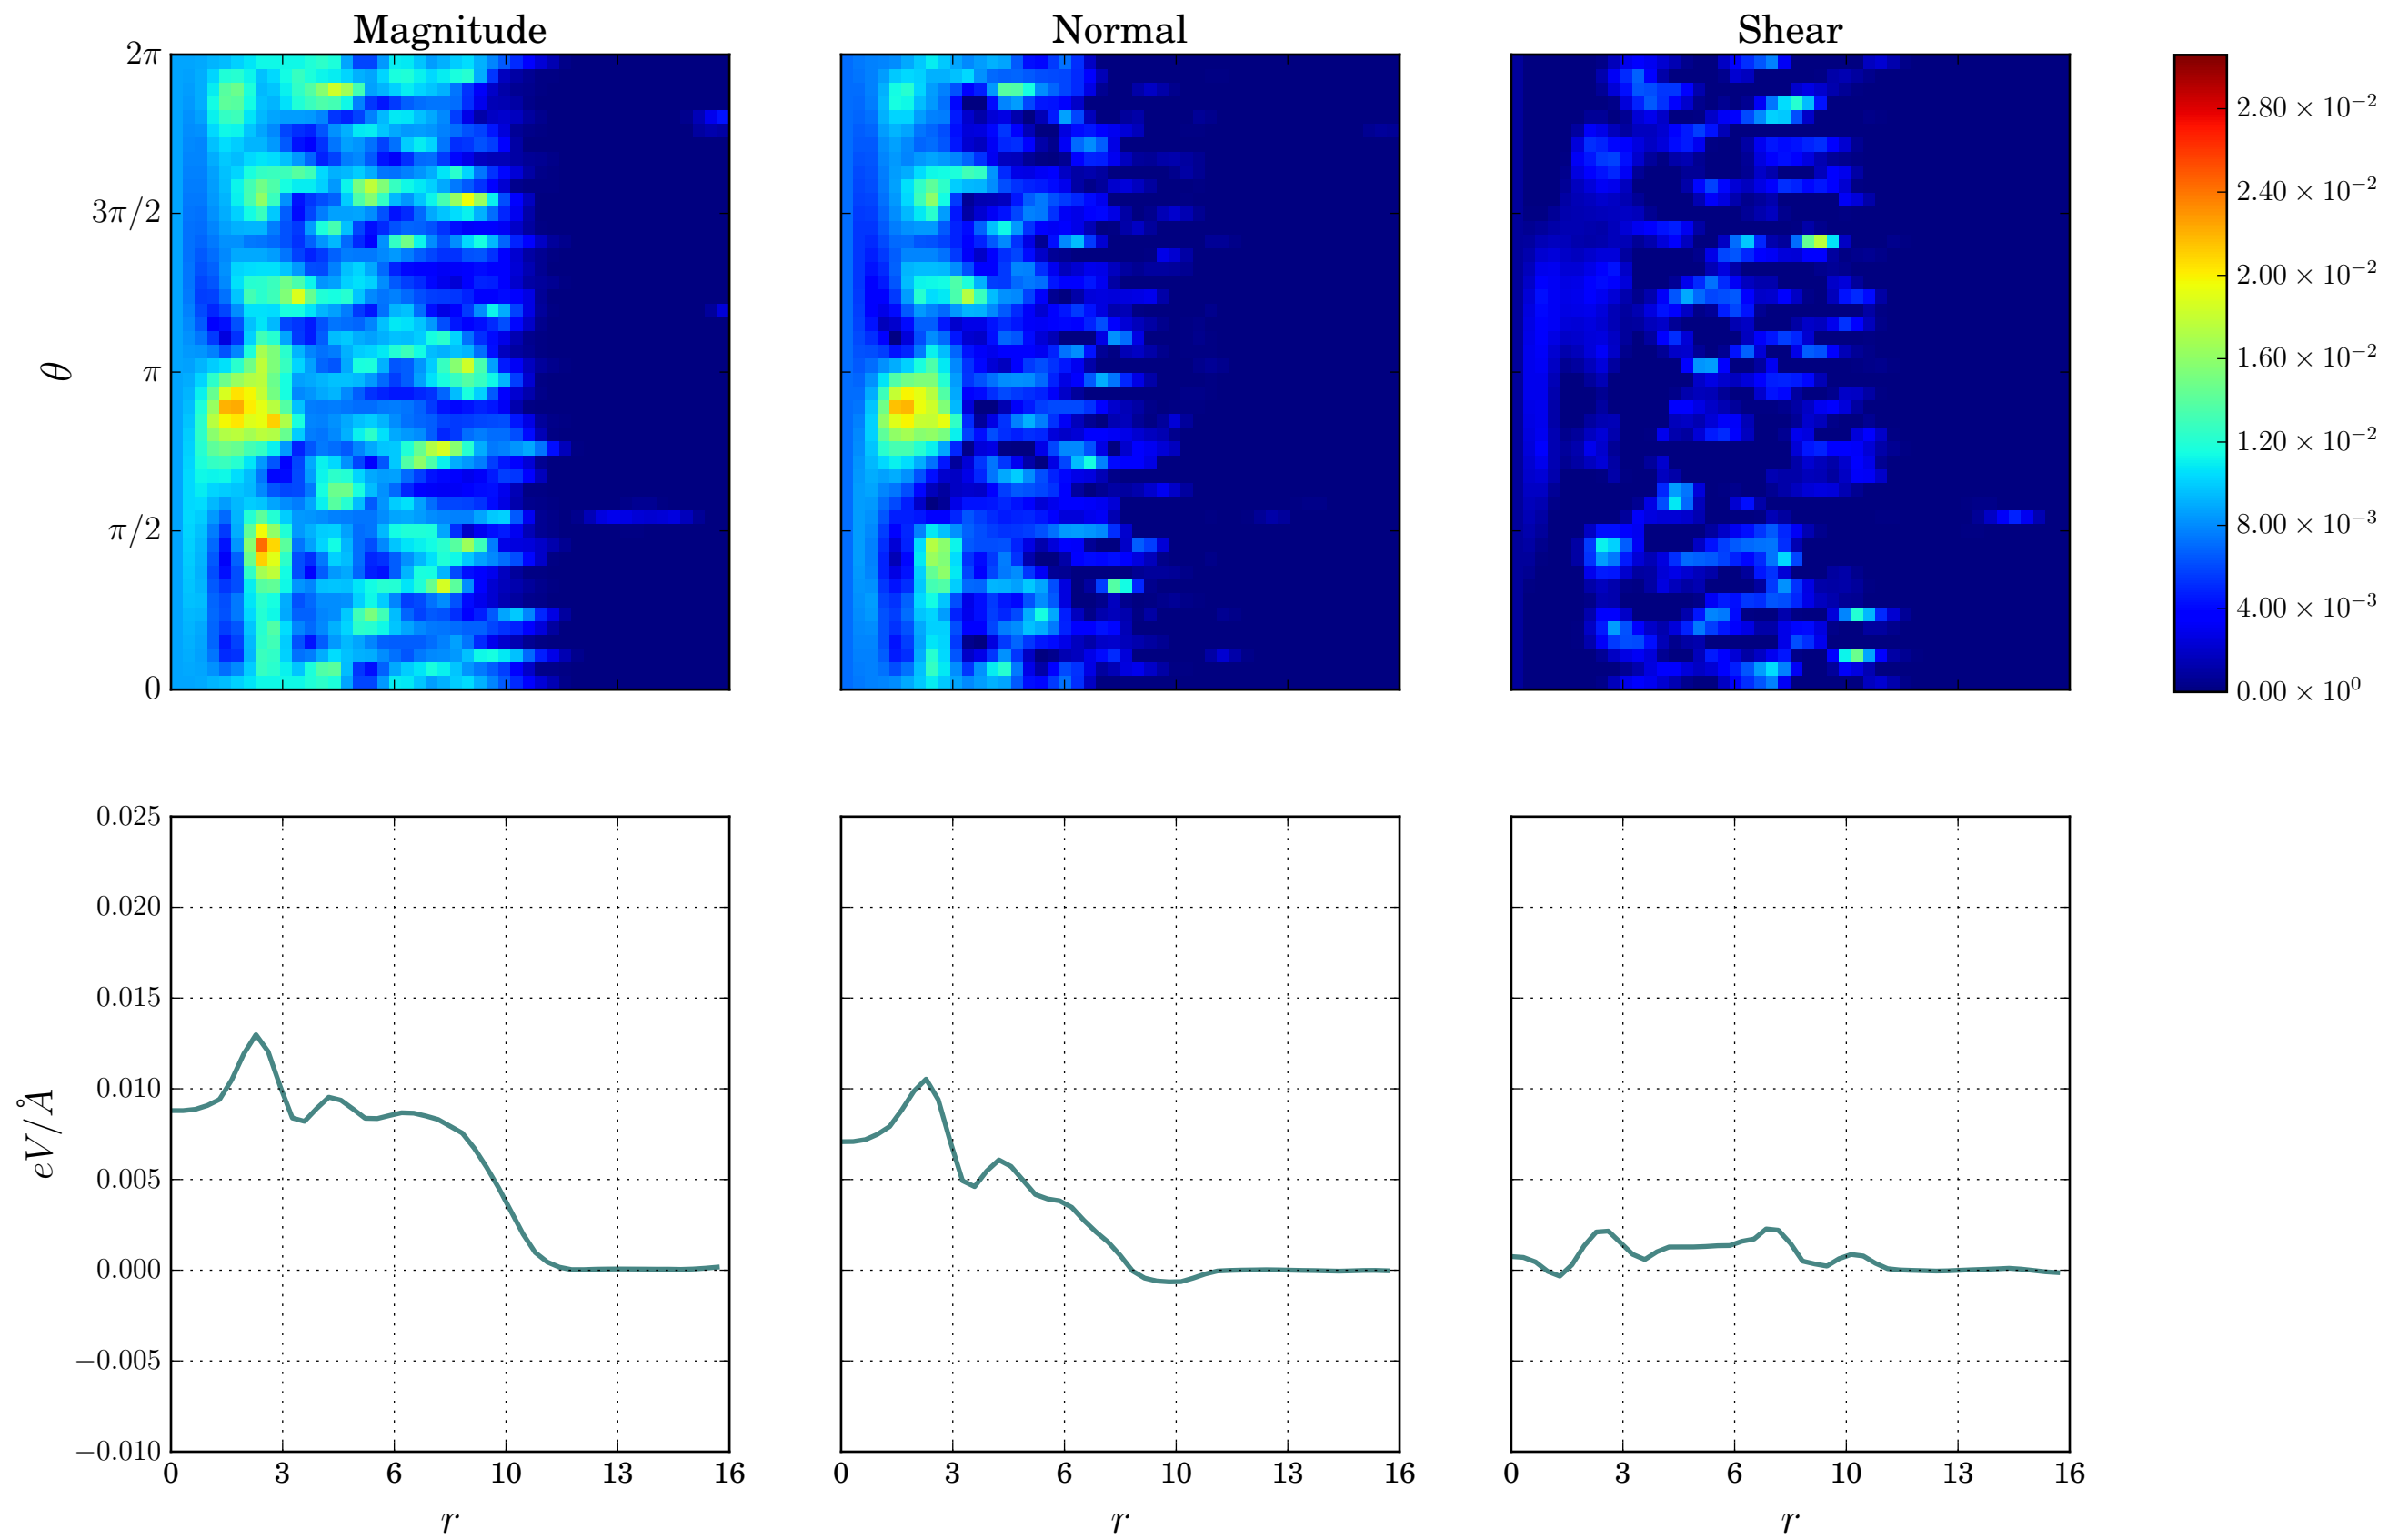 Magnitude Normal Shear
2π
3π/2
π
π/2
0
θ
2.80 × 10⁻²
2.40 × 10⁻²
2.00 × 10⁻²
1.60 × 10⁻²
1.20 × 10⁻²
8.00 × 10⁻³
4.00 × 10⁻³
0.00 × 10⁰
0.025
0.020
0.015
0.010
0.005
0.000
−0.005
−0.010
eV/Å
0 3 6 10 13 16 0 3 6 10 13 16 0 3 6 10 13 16
r r r